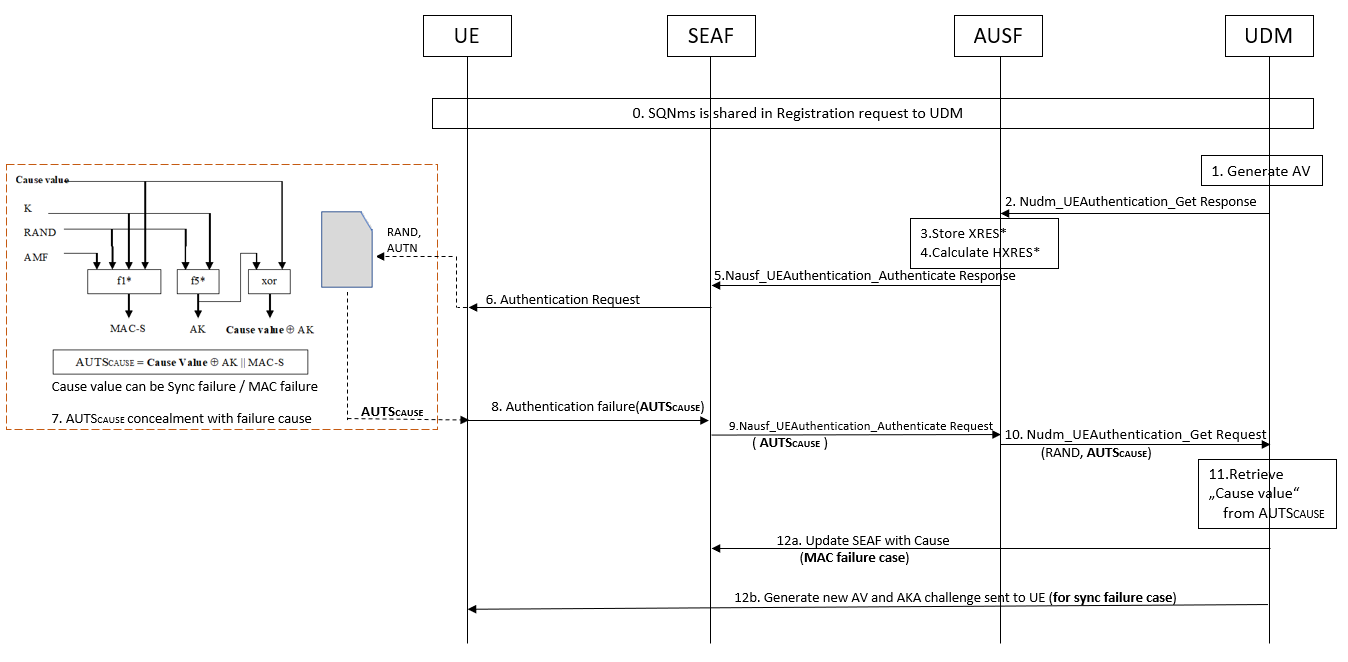 UE
SEAF
AUSF
UDM
0. SQNms is shared in Registration request to UDM
1. Generate AV
2. Nudm_UEAuthentication_Get Response
3.Store XRES*
4.Calculate HXRES*
5.Nausf_UEAuthentication_Authenticate Response
6. Authentication Request
RAND,
AUTN
Cause value
K
RAND
AMF
f1*
f5*
xor
MAC-S
AK
Cause value ⊕ AK
AUTSCAUSE = Cause Value ⊕ AK || MAC-S
Cause value can be Sync failure / MAC failure
7. AUTSCAUSE concealment with failure cause
AUTSCAUSE
8. Authentication failure(AUTSCAUSE)
9.Nausf_UEAuthentication_Authenticate Request
( AUTSCAUSE )
10. Nudm_UEAuthentication_Get Request
(RAND, AUTSCAUSE)
11.Retrieve
„Cause value“
from AUTSCAUSE
12a. Update SEAF with Cause
(MAC failure case)
12b. Generate new AV and AKA challenge sent to UE (for sync failure case)